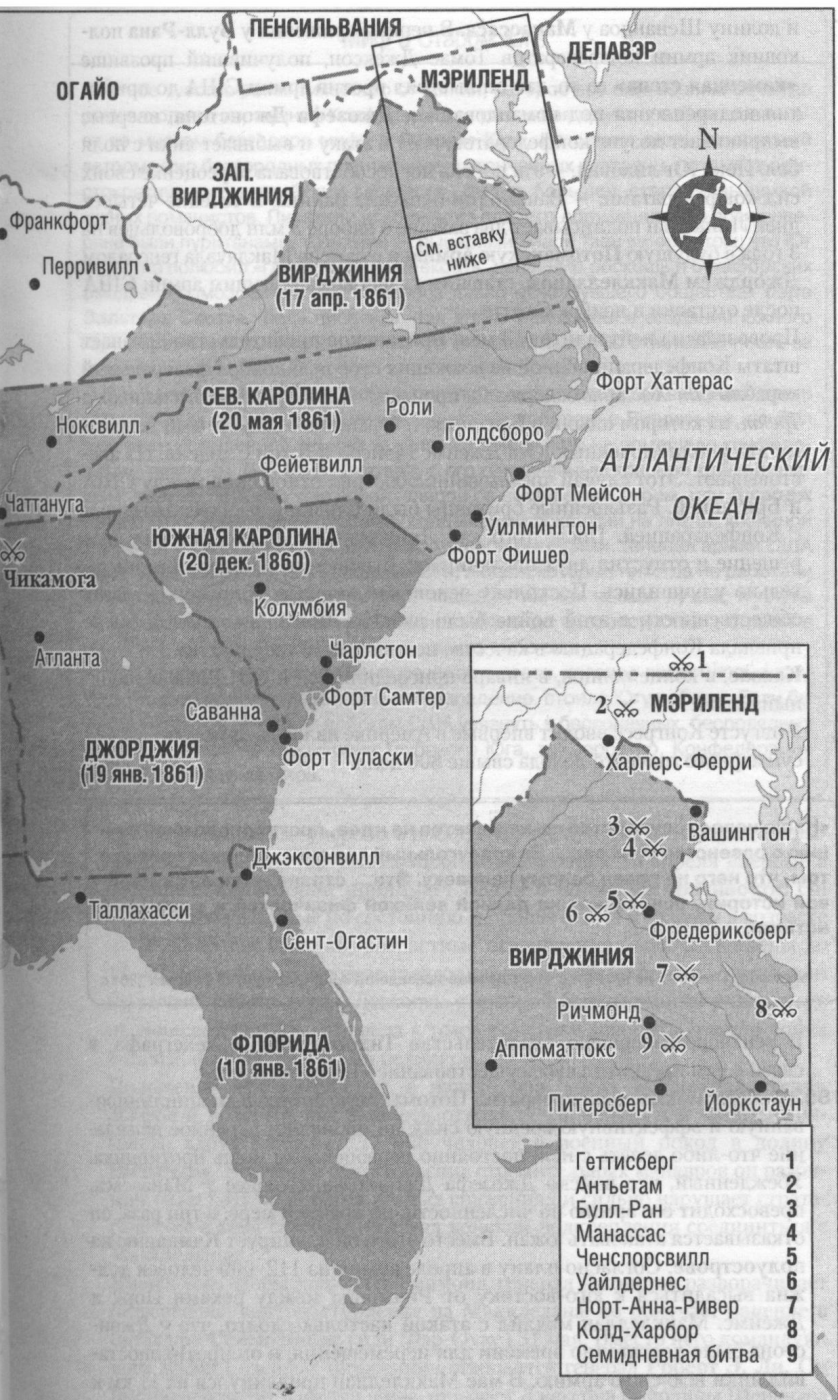 ПЕНСИЛЬВАНИЯ
ДЕЛАВЭР
ОГАЙО
МЭРИЛЕНД
ЗАП.
ВИРДЖИНИЯ
N
Франкфорт
Перривилл
См. вставку
ниже
ВИРДЖИНИЯ
(17 апр. 1861)
Форт Хаттерас
СЕВ. КАРОЛИНА
(20 мая 1861)
Роли
Ноксвилл
Голдсборо
Фейетвилл
АТЛАНТИЧЕСКИЙ
ОКЕАН
Форт Мейсон
Чаттануга
Уилмингтон
Форт Фишер
ЮЖНАЯ КАРОЛИНА
(20 дек. 1860)
Чикамога
Колумбия
Атланта
Чарлстон
Форт Самтер
Саванна
Форт Пуласки
ДЖОРДЖИЯ
(19 янв. 1861)
Джэксонвилл
Таллахасси
Сент-Огастин
ФЛОРИДА
(10 янв. 1861)
1
2
МЭРИЛЕНД
Харперс-Ферри
3
Вашингтон
4
5
6
Фредериксберг
ВИРДЖИНИЯ
7
Ричмонд
8
Аппоматтокс
9
Питерсберг
Йоркстаун
Геттисберг 1
Антьетам 2
Булл-Ран 3
Манассас 4
Ченслорсвилл 5
Уайлдернес 6
Норт-Анна-Ривер 7
Колд-Харбор 8
Семидневная битва 9